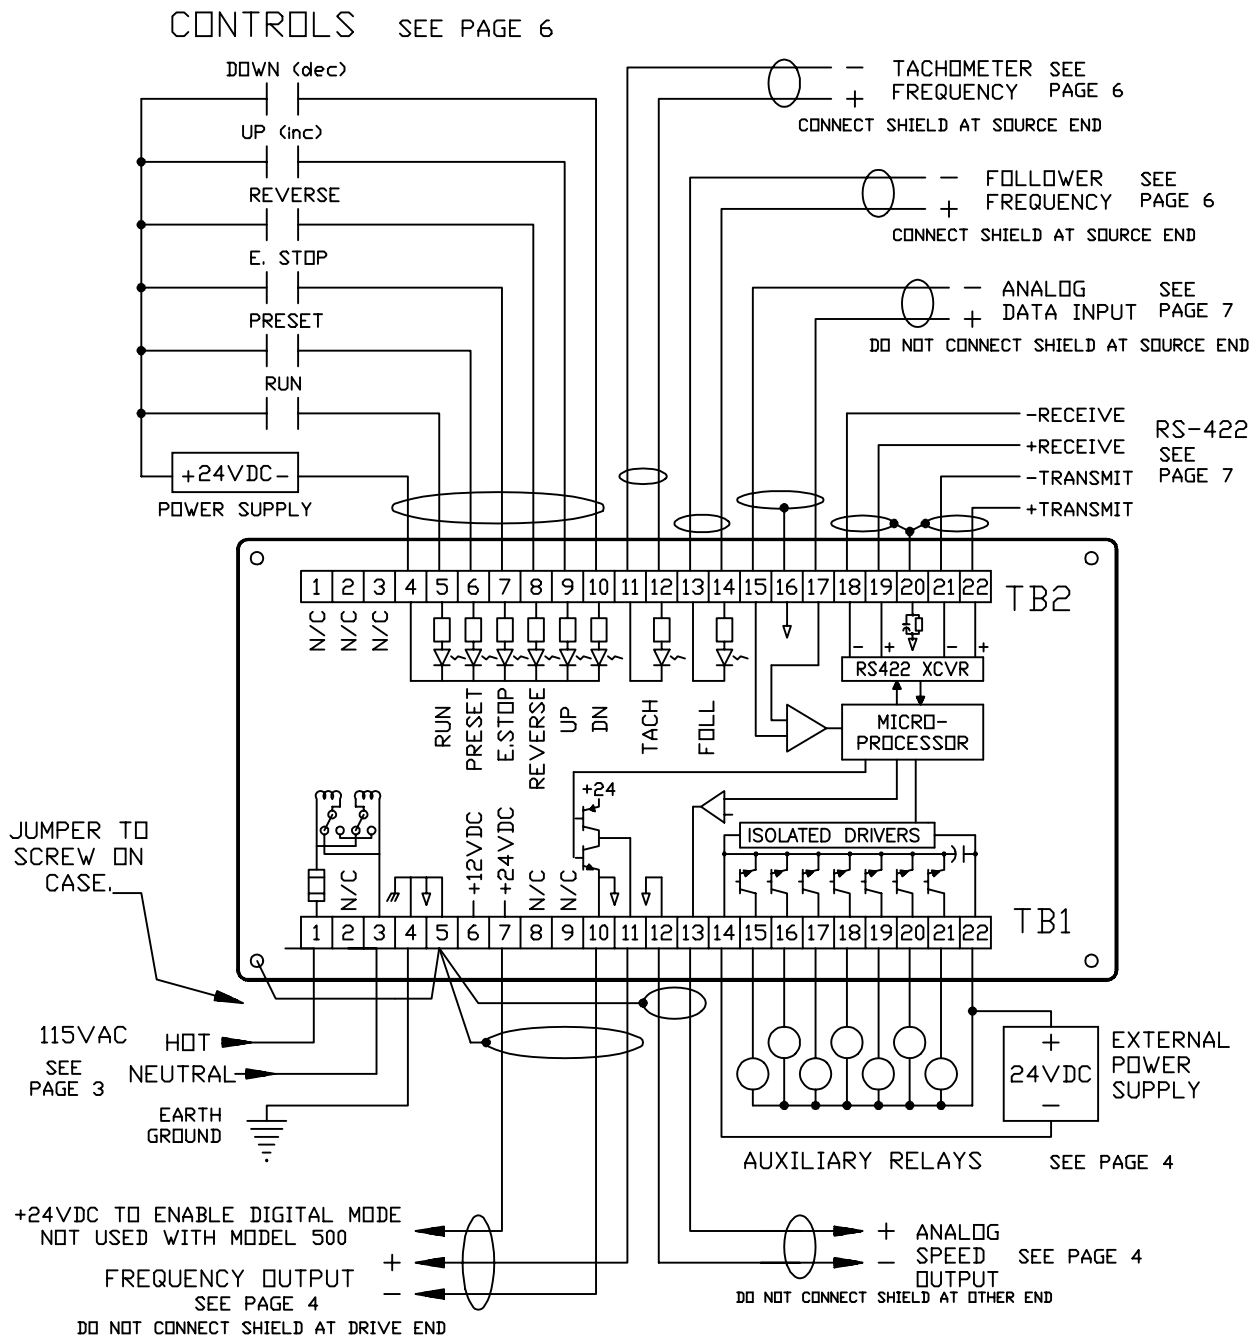 CONTROLS SEE PAGE 6
DOWN (dec)
UP (inc)
REVERSE
E. STOP
PRESET
RUN
+24VDC-
POWER SUPPLY
- TACHOMETER SEE
+ FREQUENCY PAGE 6
CONNECT SHIELD AT SOURCE END
- FOLLOWER SEE
+ FREQUENCY PAGE 6
CONNECT SHIELD AT SOURCE END
- ANALOG SEE
+ DATA INPUT PAGE 7
DO NOT CONNECT SHIELD AT SOURCE END
-RECEIVE
+RECEIVE
-TRANSMIT
+TRANSMIT
RS-422
SEE
PAGE 7
1 2 3 4 5 6 7 8 9 10 11 12 13 14 15 16 17 18 19 20 21 22
TB2
N/C
N/C
N/C
- + - +
RS422 XCVR
RUN
PRESET
E.STOP
REVERSE
UP
DN
TACH
FOLL
MICRO-
PROCESSOR
+24
ISOLATED DRIVERS
JUMPER TO
SCREW ON
CASE.
N/C
+12VDC
+24VDC
N/C
N/C
1 2 3 4 5 6 7 8 9 10 11 12 13 14 15 16 17 18 19 20 21 22
TB1
115VAC
SEE
PAGE 3
HOT
NEUTRAL
EARTH
GROUND
+
24VDC
-
EXTERNAL
POWER
SUPPLY
AUXILIARY RELAYS SEE PAGE 4
+24VDC TO ENABLE DIGITAL MODE
NOT USED WITH MODEL 500
+
FREQUENCY OUTPUT
-
SEE PAGE 4
DO NOT CONNECT SHIELD AT DRIVE END
+ ANALOG
- SPEED SEE PAGE 4
OUTPUT
DO NOT CONNECT SHIELD AT OTHER END